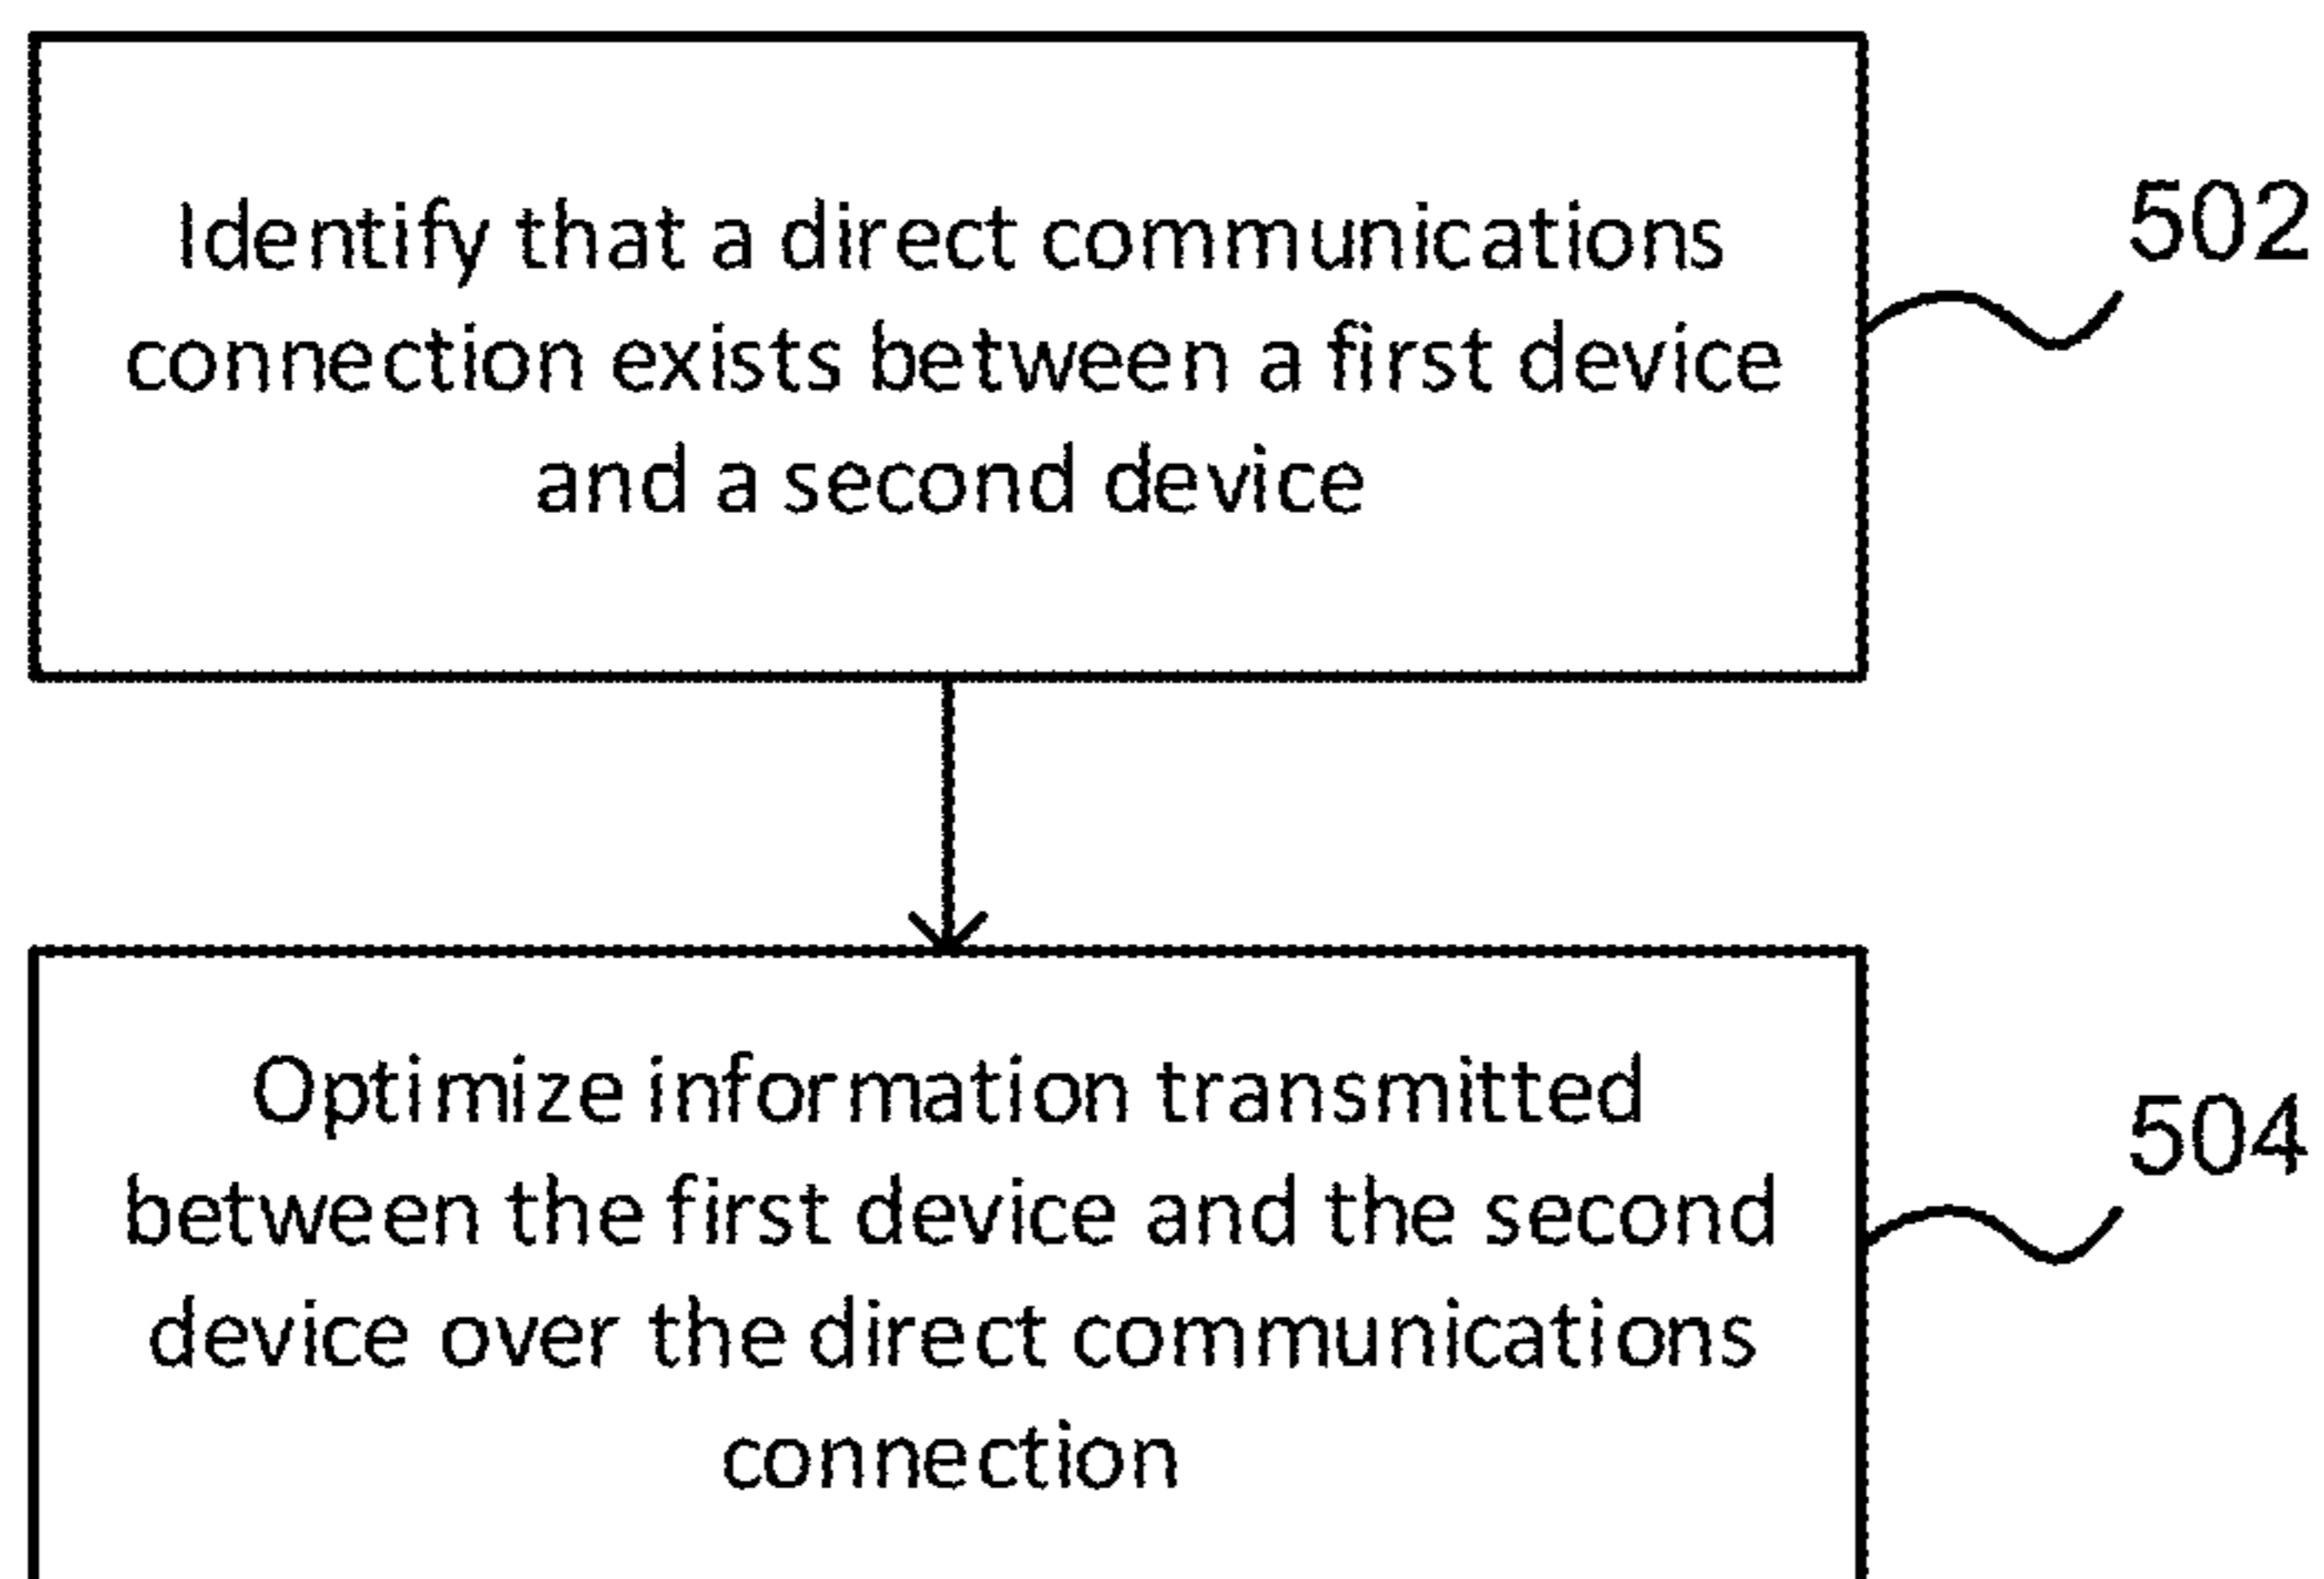 Identify that a direct communications
connection exists between a first device
and a second device
502
Optimize information transmitted
between the first device and the second
device over the direct communications
connection
504